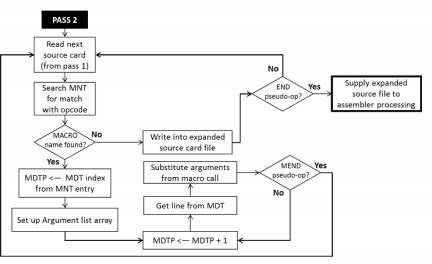 PASS 2
Read next
source card
(from pass 1)
Search MNT
for match
with opcode
MACRO
name found?
No
Yes
Write into expanded
source card file
No
END
pseudo-op?
Yes
Supply expanded
source file to
assembler processing
MDTP <— MDT index
from MNT entry
Set up Argument list array
Substitute arguments
from macro call
Get line from MDT
MDTP <— MDTP + 1
MEND
pseudo-op?
Yes
No